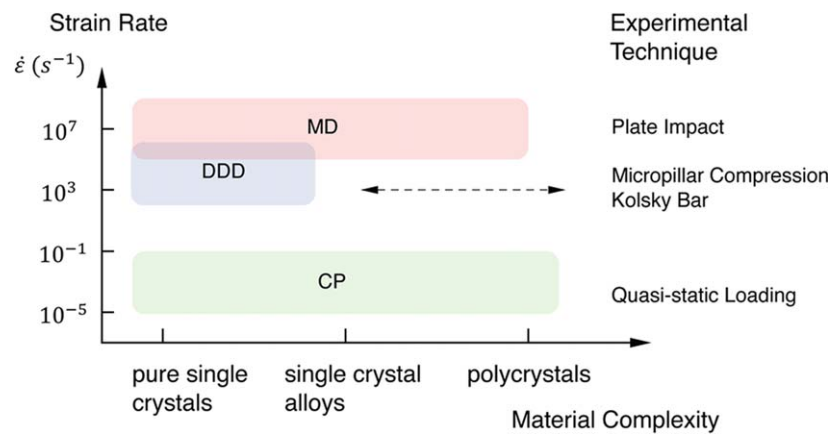 Strain Rate
Experimental
Technique
ε̇ (s⁻¹)
10⁷
MD
Plate Impact
DDD
10³
Micropillar Compression
Kolsky Bar
10⁻¹
CP
10⁻⁵
Quasi-static Loading
pure single
crystals
single crystal
alloys
polycrystals
Material Complexity